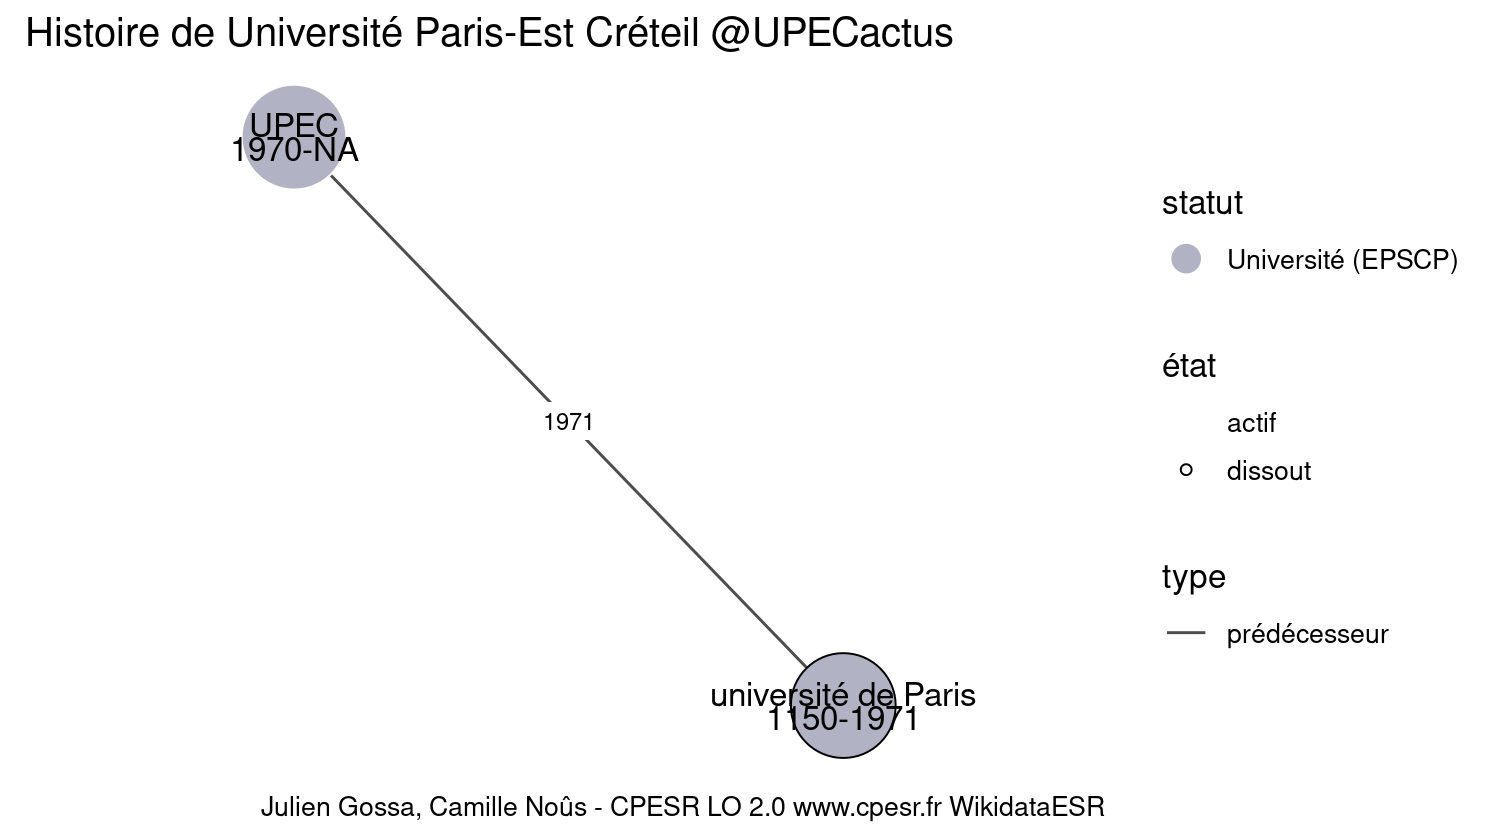 Histoire de Université Paris-Est Créteil @UPECactus
UPEC
1970-NA
1971
université de Paris
1150-1971
statut
Université (EPSCP)
état
actif
dissout
type
prédécesseur
Julien Gossa, Camille Noûs - CPESR LO 2.0 www.cpesr.fr WikidataESR